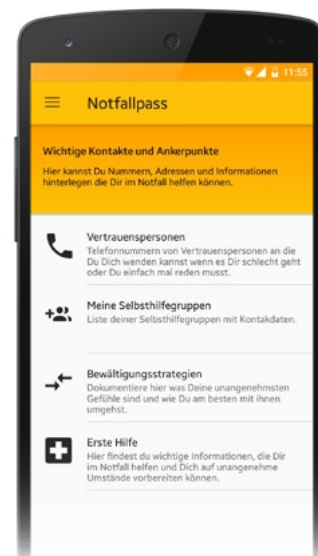 11:55
Notfallpass
Wichtige Kontakte und Ankerpunkte
Hier kannst Du Nummern, Adressen und Informationen
hinterlegen die Dir im Notfall helfen können.
Vertrauenspersonen
Telefonnummern von Vertrauenspersonen an die
Du Dich wenden kannst wenn es Dir schlecht geht
oder Du einfach mal reden musst.
Meine Selbsthilfegruppen
Liste deiner Selbsthilfegruppen mit Kontakdaten.
Bewältigungsstrategien
Dokumentiere hier was Deine unangenehmsten
Gefühle sind und wie Du am besten mit ihnen
umgehst.
Erste Hilfe
Hier findest du wichtige Informationen, die Dir
im Notfall helfen und Dich auf unangenehme
Umstände vorbereiten können.